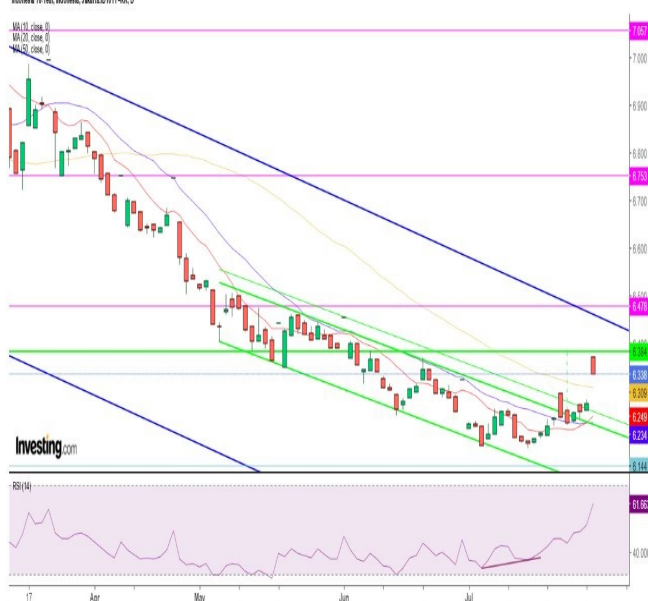 MA (10, close, 0)
MA (20, close, 0)
MA (50, close, 0)
7.057
7.000
6.900
6.800
6.753
6.700
6.600
6.478
6.384
6.338
6.309
6.249
6.234
6.144
Investing.com
RSI (14)
61.662
40.000
17
Apr
May
Jun
Jul